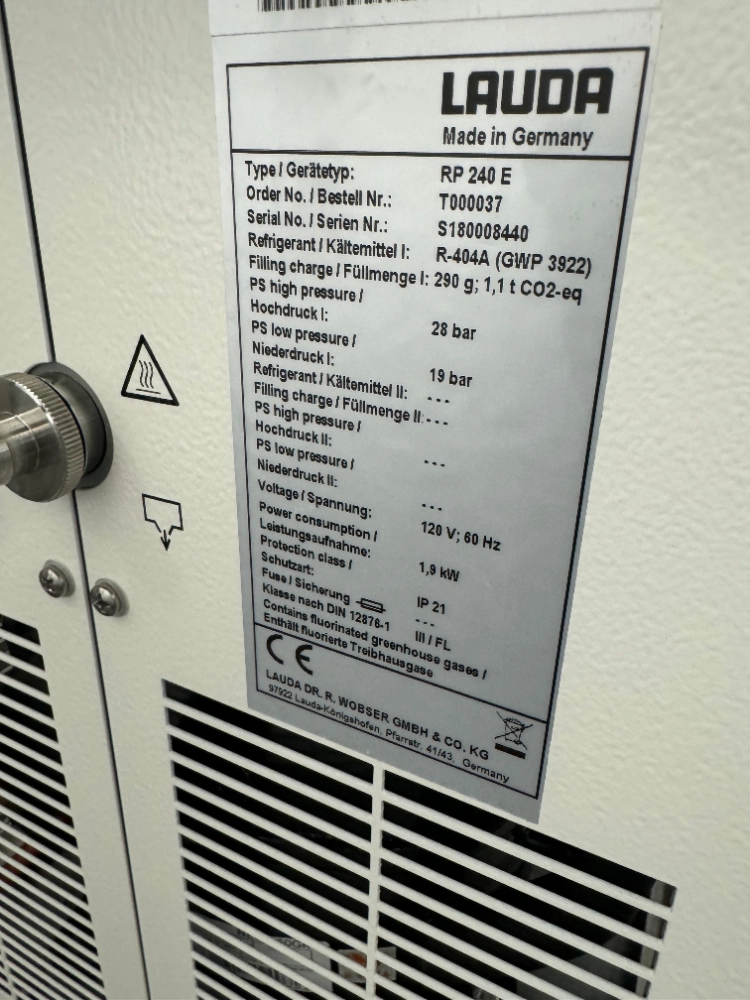 LAUDA
Made in Germany
Type / Gerätetyp: RP 240 E
Order No. / Bestell Nr.: T000037
Serial No. / Serien Nr.: S180008440
Refrigerant / Kältemittel I: R-404A (GWP 3922)
Filling charge / Füllmenge I: 290 g; 1,1 t CO2-eq
PS high pressure /
Hochdruck I: 28 bar
PS low pressure /
Niederdruck I: 19 bar
Refrigerant / Kältemittel II: ---
Filling charge / Füllmenge II: ---
PS high pressure /
Hochdruck II: ---
PS low pressure /
Niederdruck II: ---
Voltage / Spannung: 120 V; 60 Hz
Power consumption /
Leistungsaufnahme: 1,9 kW
Protection class /
Schutzart: IP 21
Fuse / Sicherung ---
Klasse nach DIN 12876-1 III / FL
Contains fluorinated greenhouse gases /
Enthält fluorierte Treibhausgase
CE
LAUDA DR. R. WOBSER GMBH & CO. KG
97922 Lauda-Königshofen, Pfarrstr. 41/43, Germany